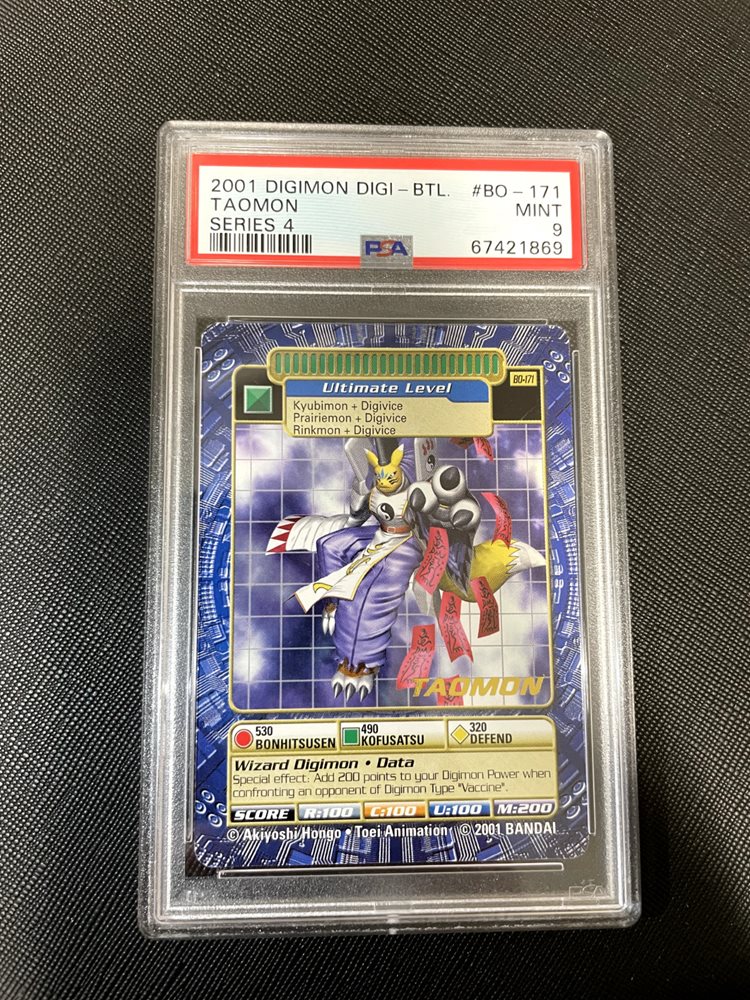 2001 DIGIMON DIGI-BTL. #BO-171
TAOMON MINT
SERIES 4 9
PSA 67421869
Ultimate Level
BO-171
Kyubimon + Digivice
Prairiemon + Digivice
Rinkmon + Digivice
TAOMON
530 BONHITSUSEN
490 KOFUSATSU
320 DEFEND
Wizard Digimon • Data
Special effect: Add 200 points to your Digimon Power when
confronting an opponent of Digimon Type "Vaccine".
SCORE R:100 C:100 U:100 M:200
© Akiyoshi Hongo • Toei Animation © 2001 BANDAI
PSA